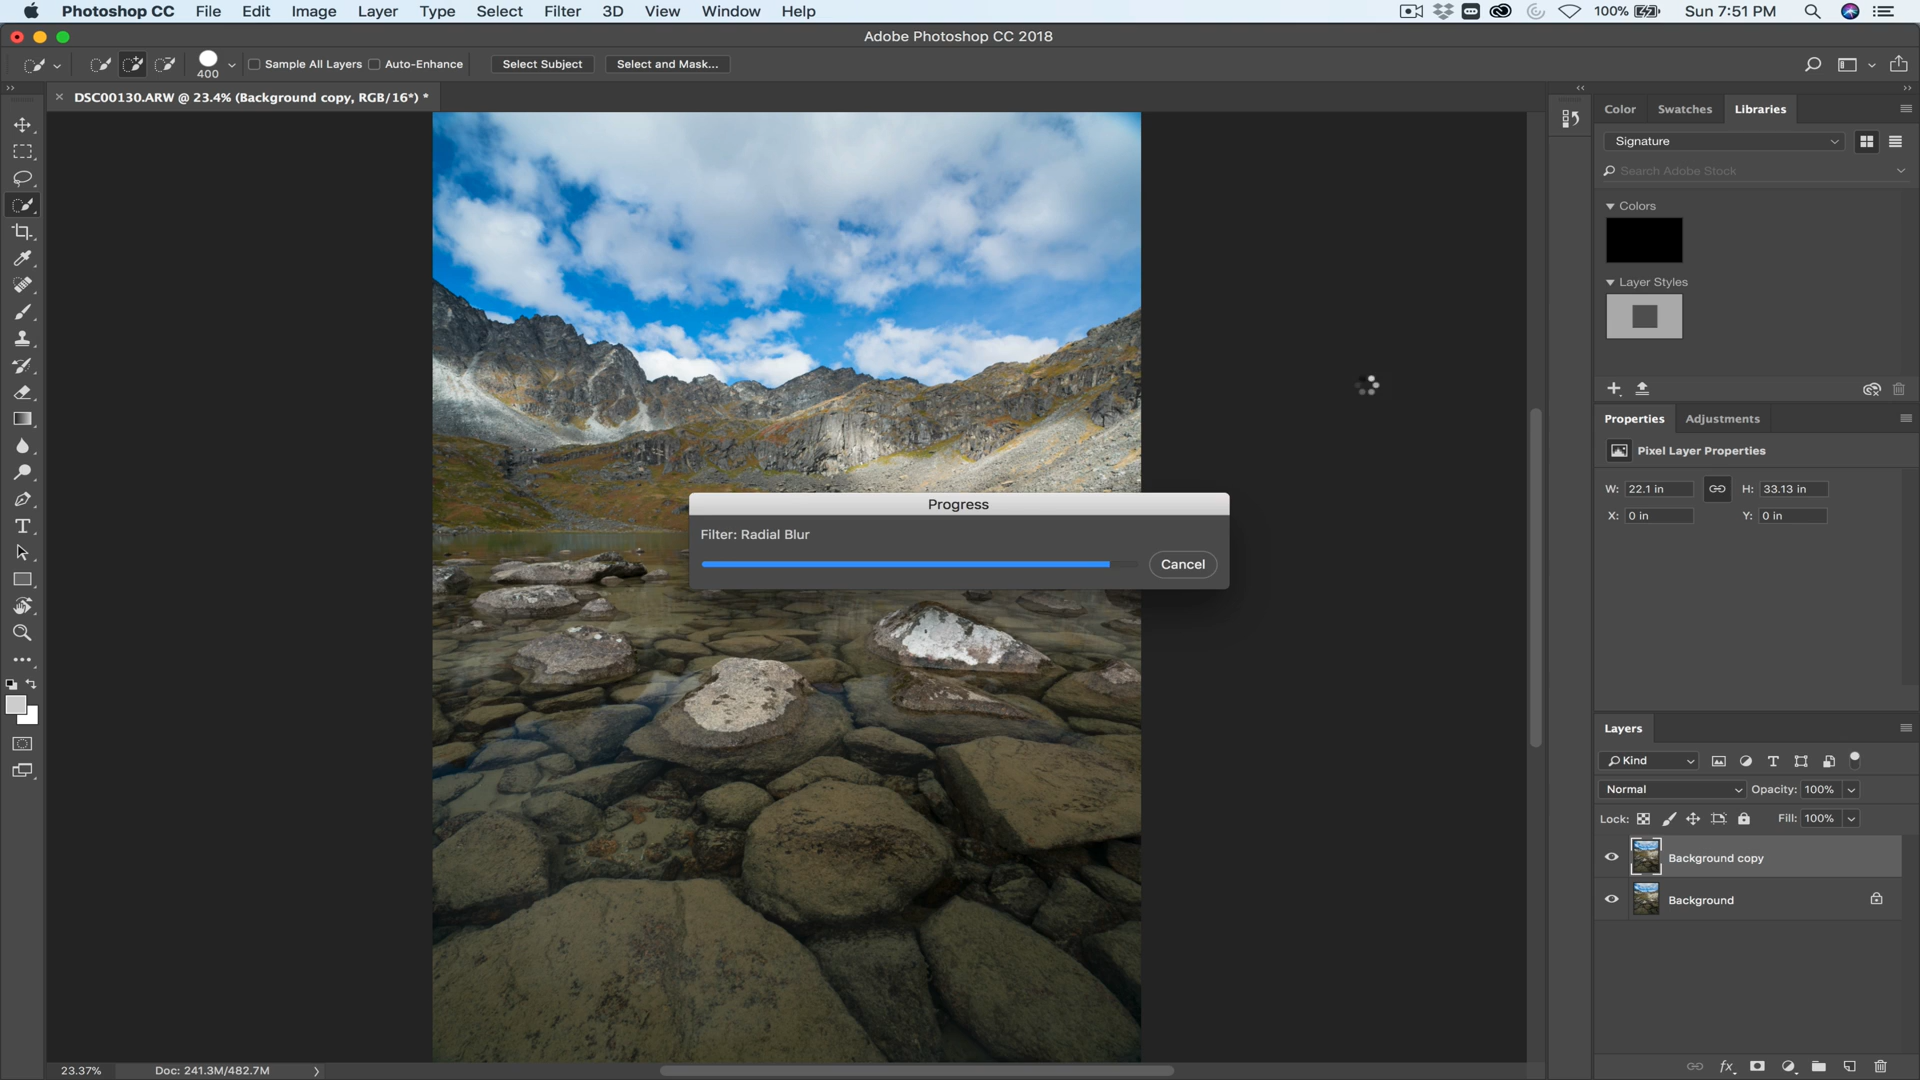 Photoshop CC File Edit Image Layer Type Select Filter 3D View Window Help 100% Sun 7:51 PM
Adobe Photoshop CC 2018
400 Sample All Layers Auto-Enhance Select Subject Select and Mask...
DSC00130.ARW @ 23.4% (Background copy, RGB/16*) *
Color Swatches Libraries
Signature
Search Adobe Stock
Colors
Layer Styles
Properties Adjustments
Pixel Layer Properties
W: 22.1 in H: 33.13 in
X: 0 in Y: 0 in
Progress
Filter: Radial Blur
Cancel
Layers
Kind
Normal Opacity: 100%
Lock: Fill: 100%
Background copy
Background
23.37% Doc: 241.3M/482.7M